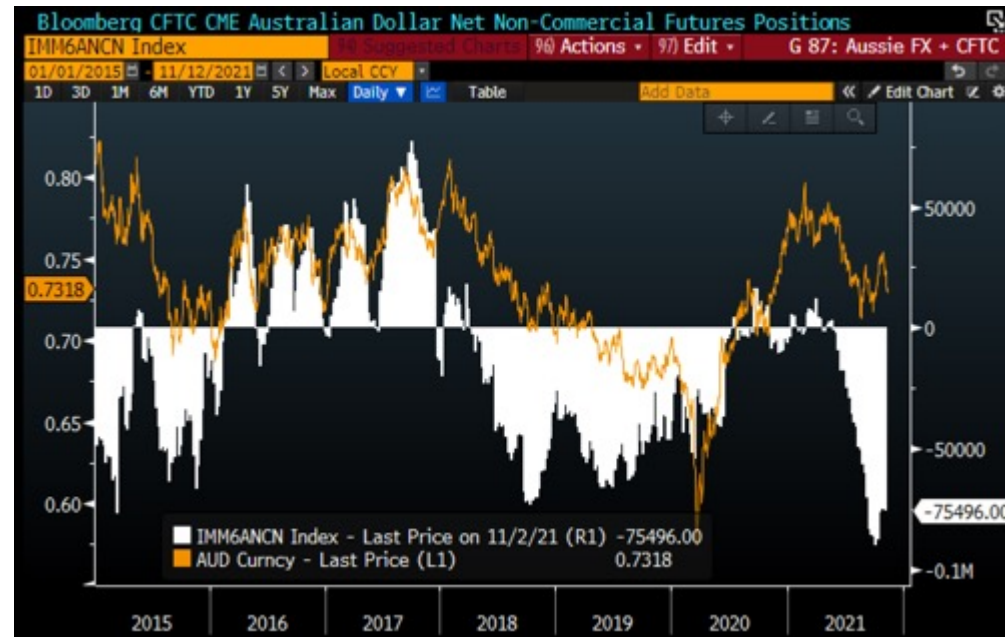 Bloomberg CFTC CME Australian Dollar Net Non-Commercial Futures Positions
IMM6ANCN Index 94) Suggested Charts 96) Actions 97) Edit G 87: Aussie FX + CFTC
01/01/2015 - 11/12/2021 < > Local CCY
1D 3D 1M 6M YTD 1Y 5Y Max Daily Table Add Data « Edit Chart
0.80
0.75
0.7318
0.70
0.65
0.60
50000
0
-50000
-75496.00
-0.1M
IMM6ANCN Index - Last Price on 11/2/21 (R1) -75496.00
AUD Curncy - Last Price (L1) 0.7318
2015 2016 2017 2018 2019 2020 2021